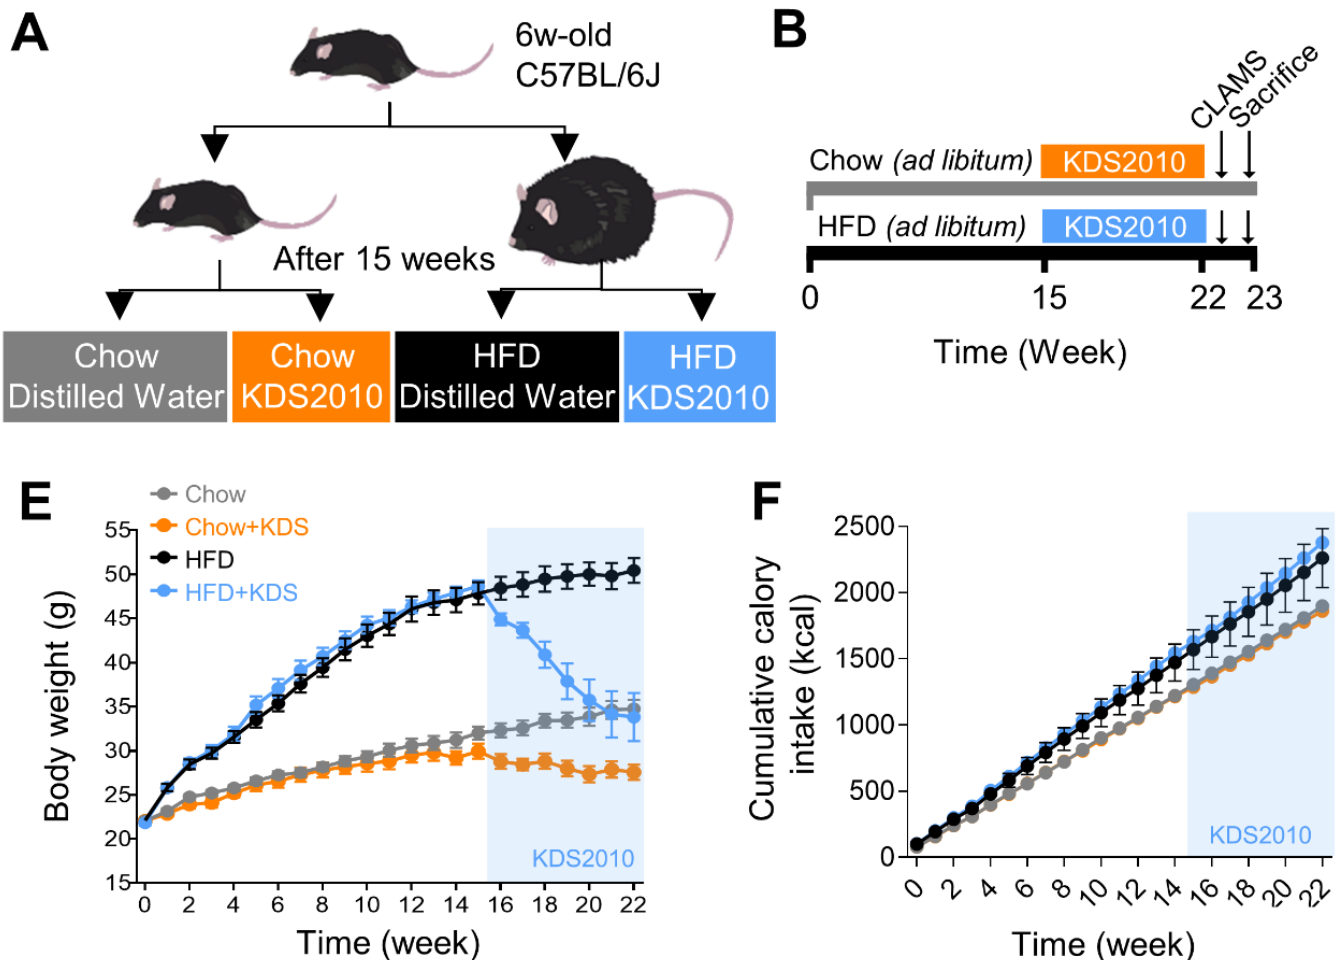 A
6w-old
C57BL/6J
After 15 weeks
Chow
Distilled Water
Chow
KDS2010
HFD
Distilled Water
HFD
KDS2010
B
CLAMS
Sacrifice
Chow (ad libitum)
KDS2010
HFD (ad libitum)
KDS2010
0 15 22 23
Time (Week)
E
Chow
Chow+KDS
HFD
HFD+KDS
Body weight (g)
55
50
45
40
35
30
25
20
15
KDS2010
0 2 4 6 8 10 12 14 16 18 20 22
Time (week)
F
Cumulative calory
intake (kcal)
2500
2000
1500
1000
500
0
KDS2010
0 2 4 6 8 10 12 14 16 18 20 22
Time (week)